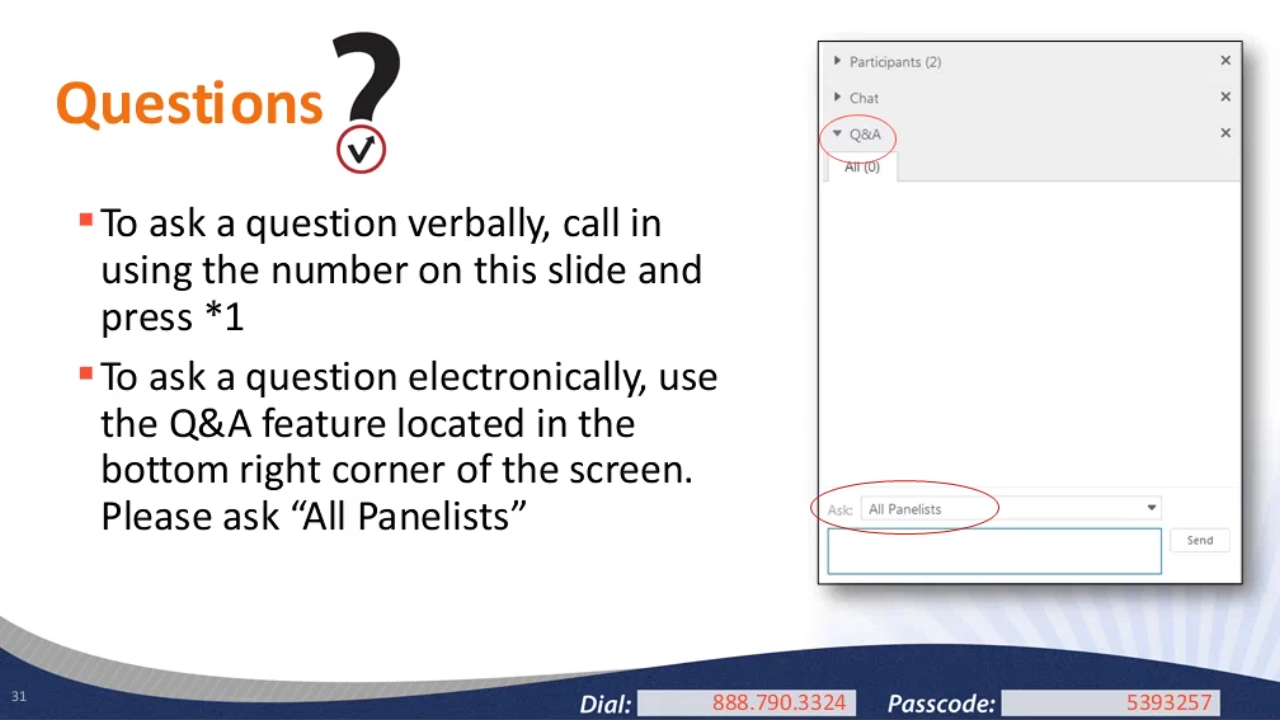 Questions
To ask a question verbally, call in
using the number on this slide and
press *1
To ask a question electronically, use
the Q&A feature located in the
bottom right corner of the screen.
Please ask “All Panelists”
Participants (2)
Chat
Q&A
All (0)
Ask: All Panelists
Send
31
Dial: 888.790.3324 Passcode: 5393257